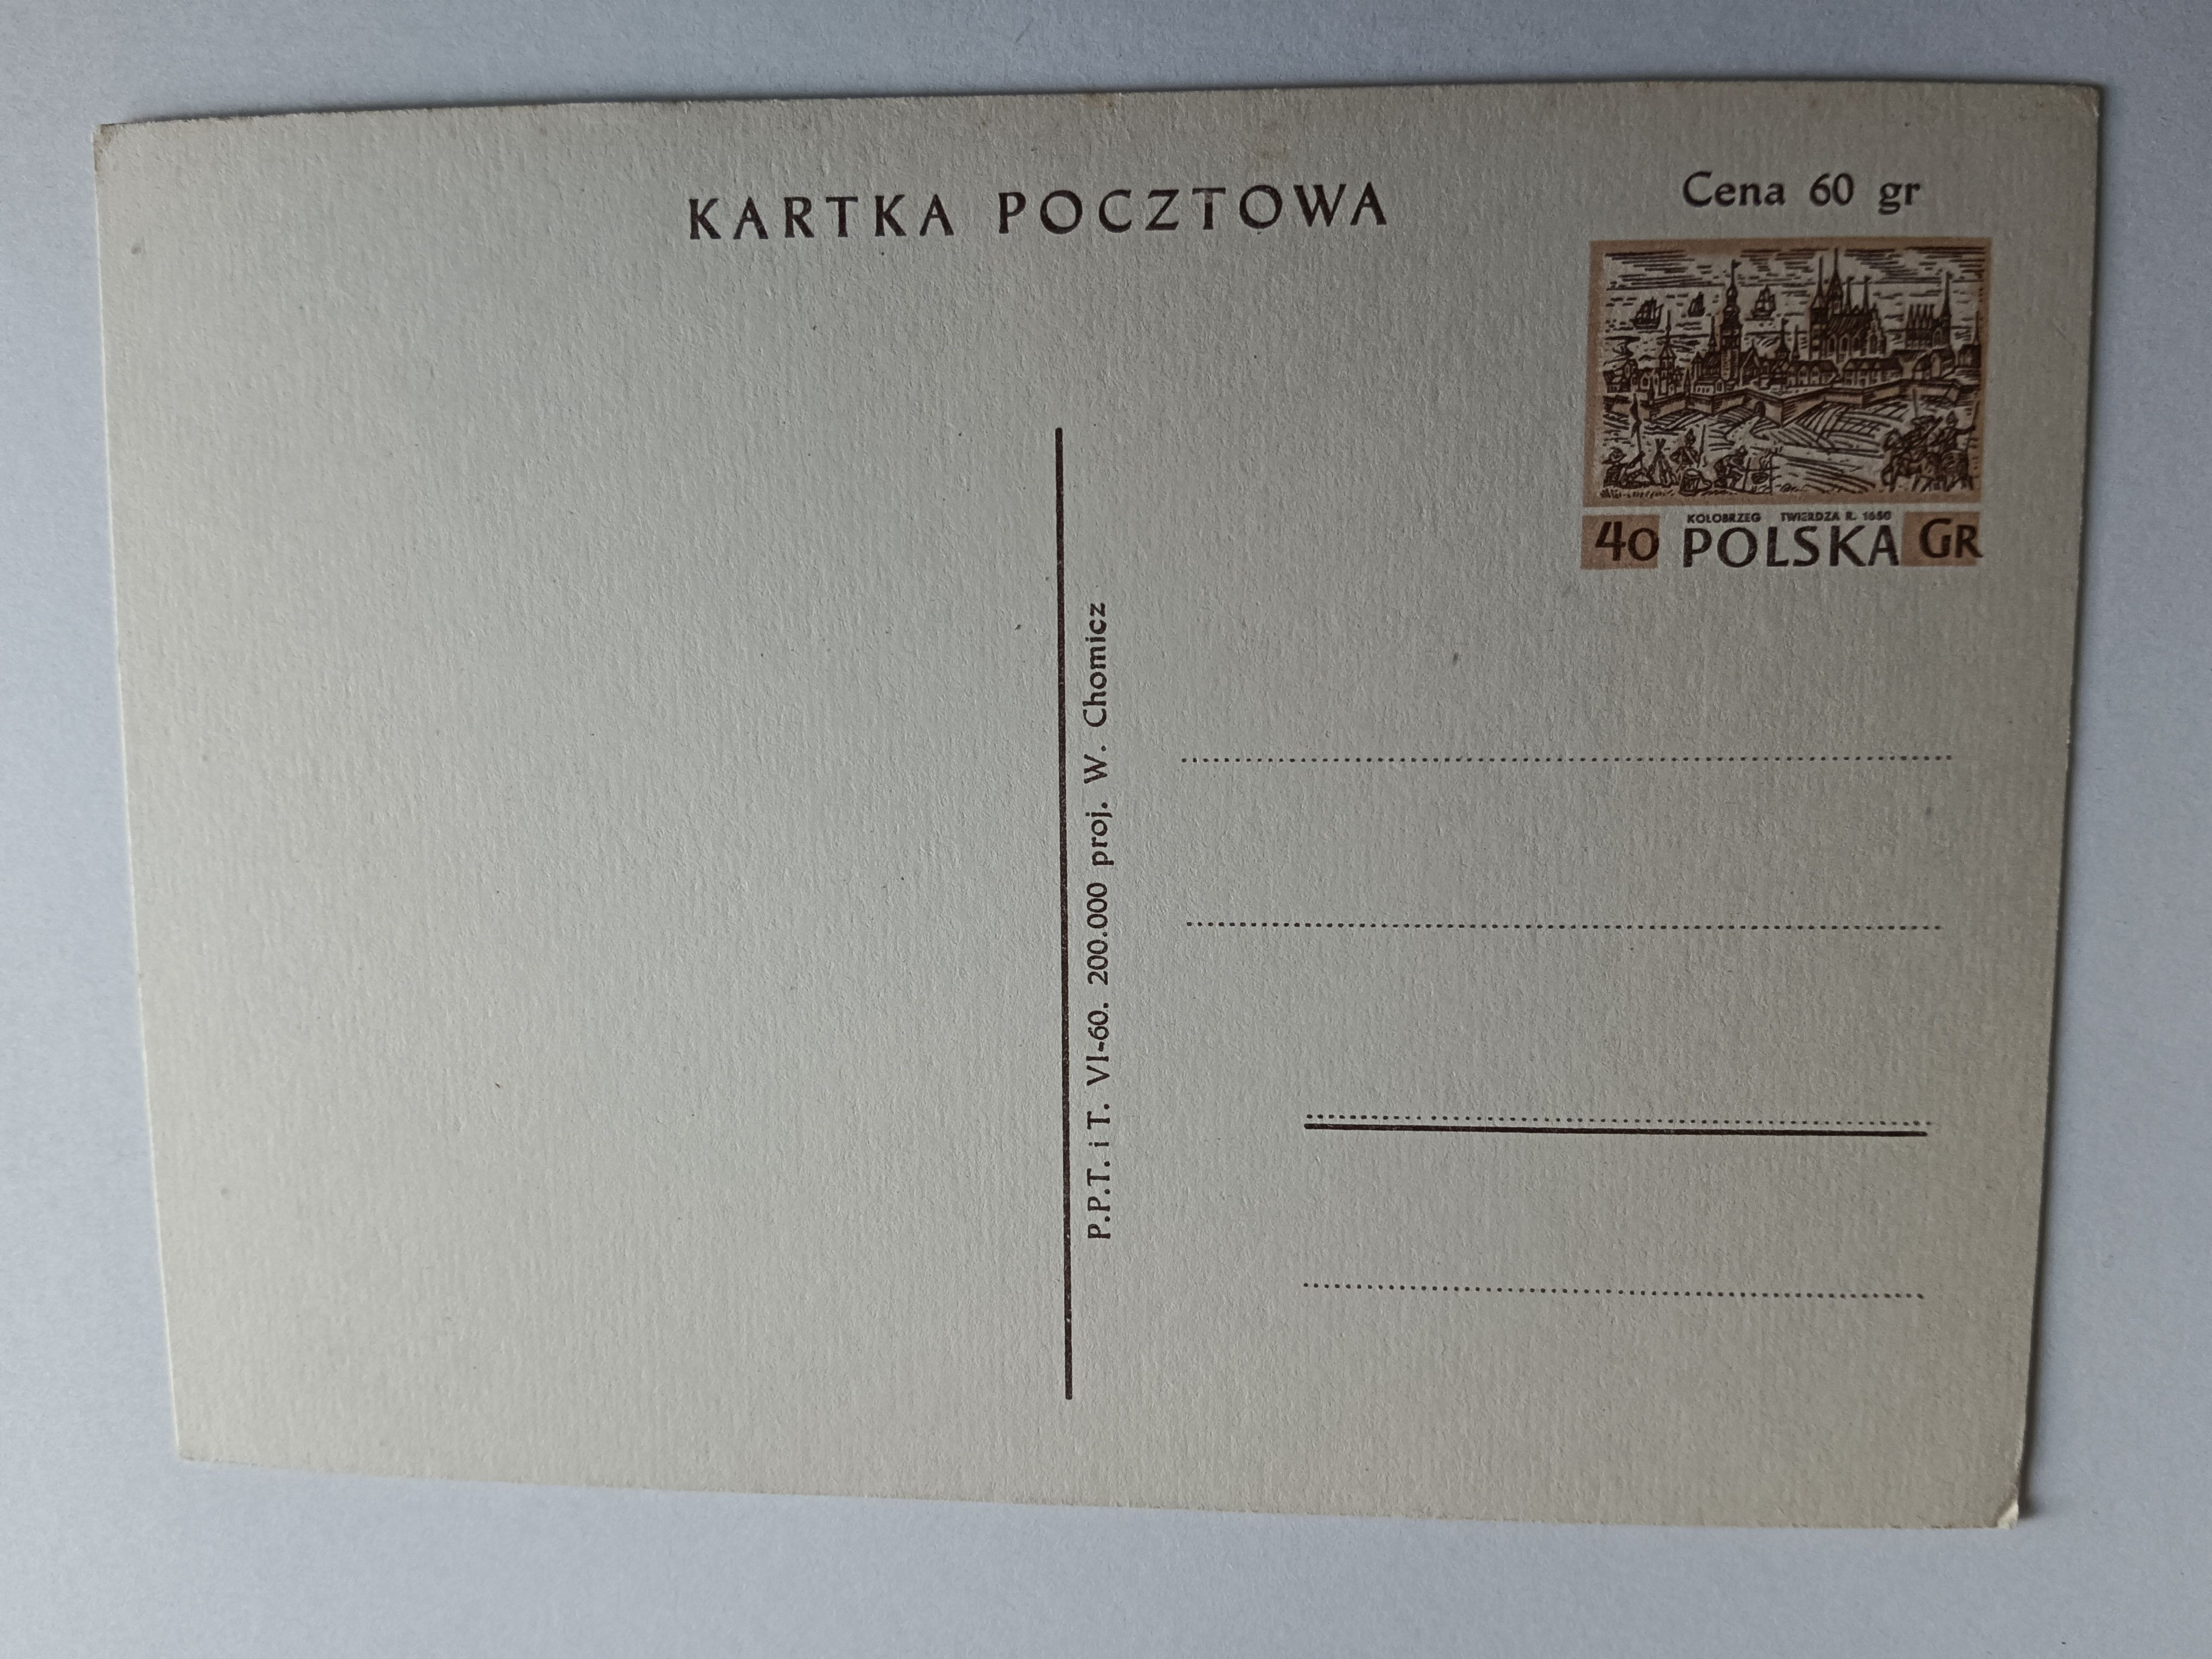 KARTKA POCZTOWA
Cena 60 gr
KOŁOBRZEG TWIERDZA R. 1650
40 POLSKA GR
P.P.T. i T. VI-60. 200.000 proj. W. Chomicz